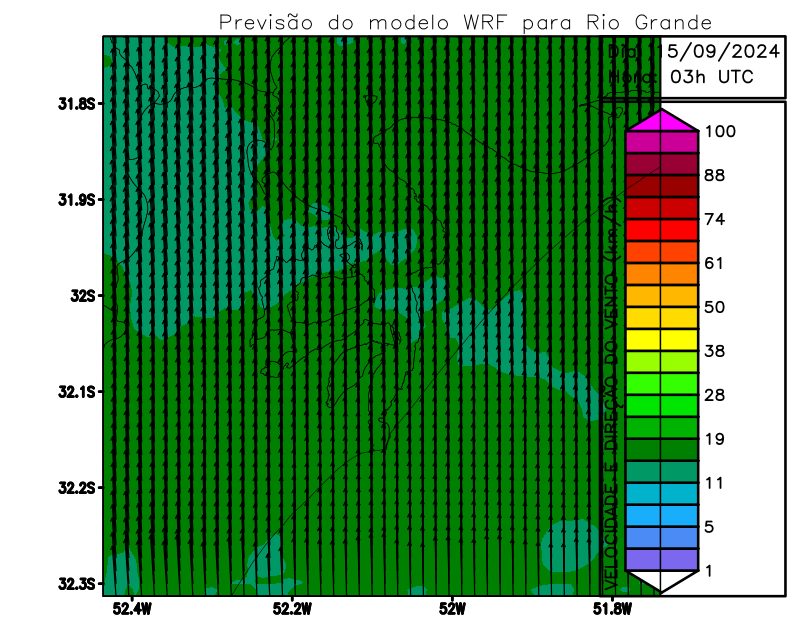 Previsão do modelo WRF para Rio Grande
Dia: 15/09/2024
Hora: 03h UTC
31.8S
31.9S
32S
32.1S
32.2S
32.3S
52.4W
52.2W
52W
51.8W
VELOCIDADE E DIREÇÃO DO VENTO (km/h)
100
88
74
61
50
38
28
19
11
5
1